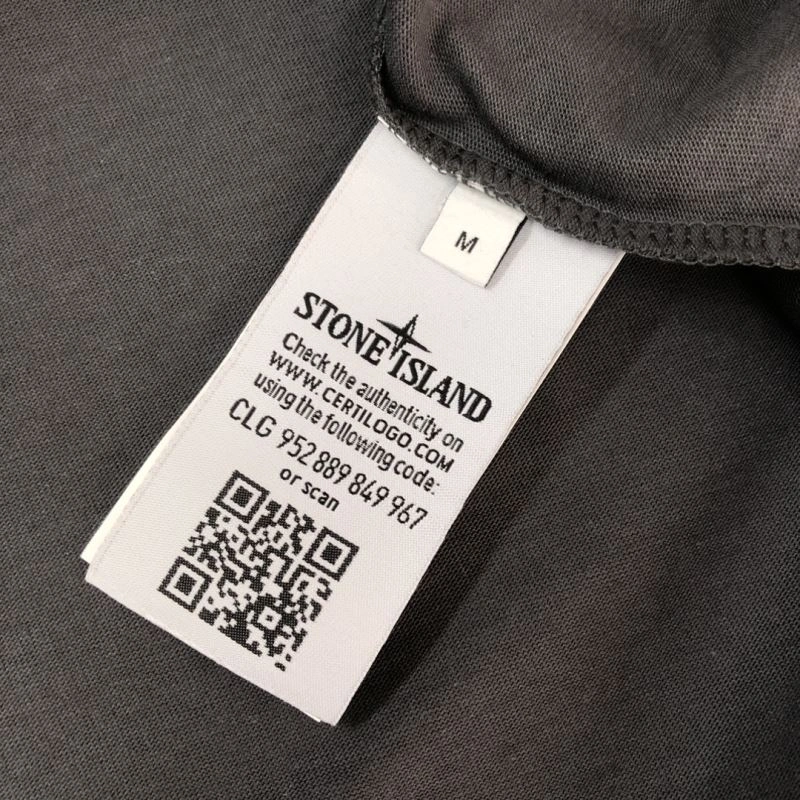 M
STONE ISLAND
Check the authenticity on
WWW.CERTILOGO.COM
using the following code:
CLG 952 889 849 967
or scan